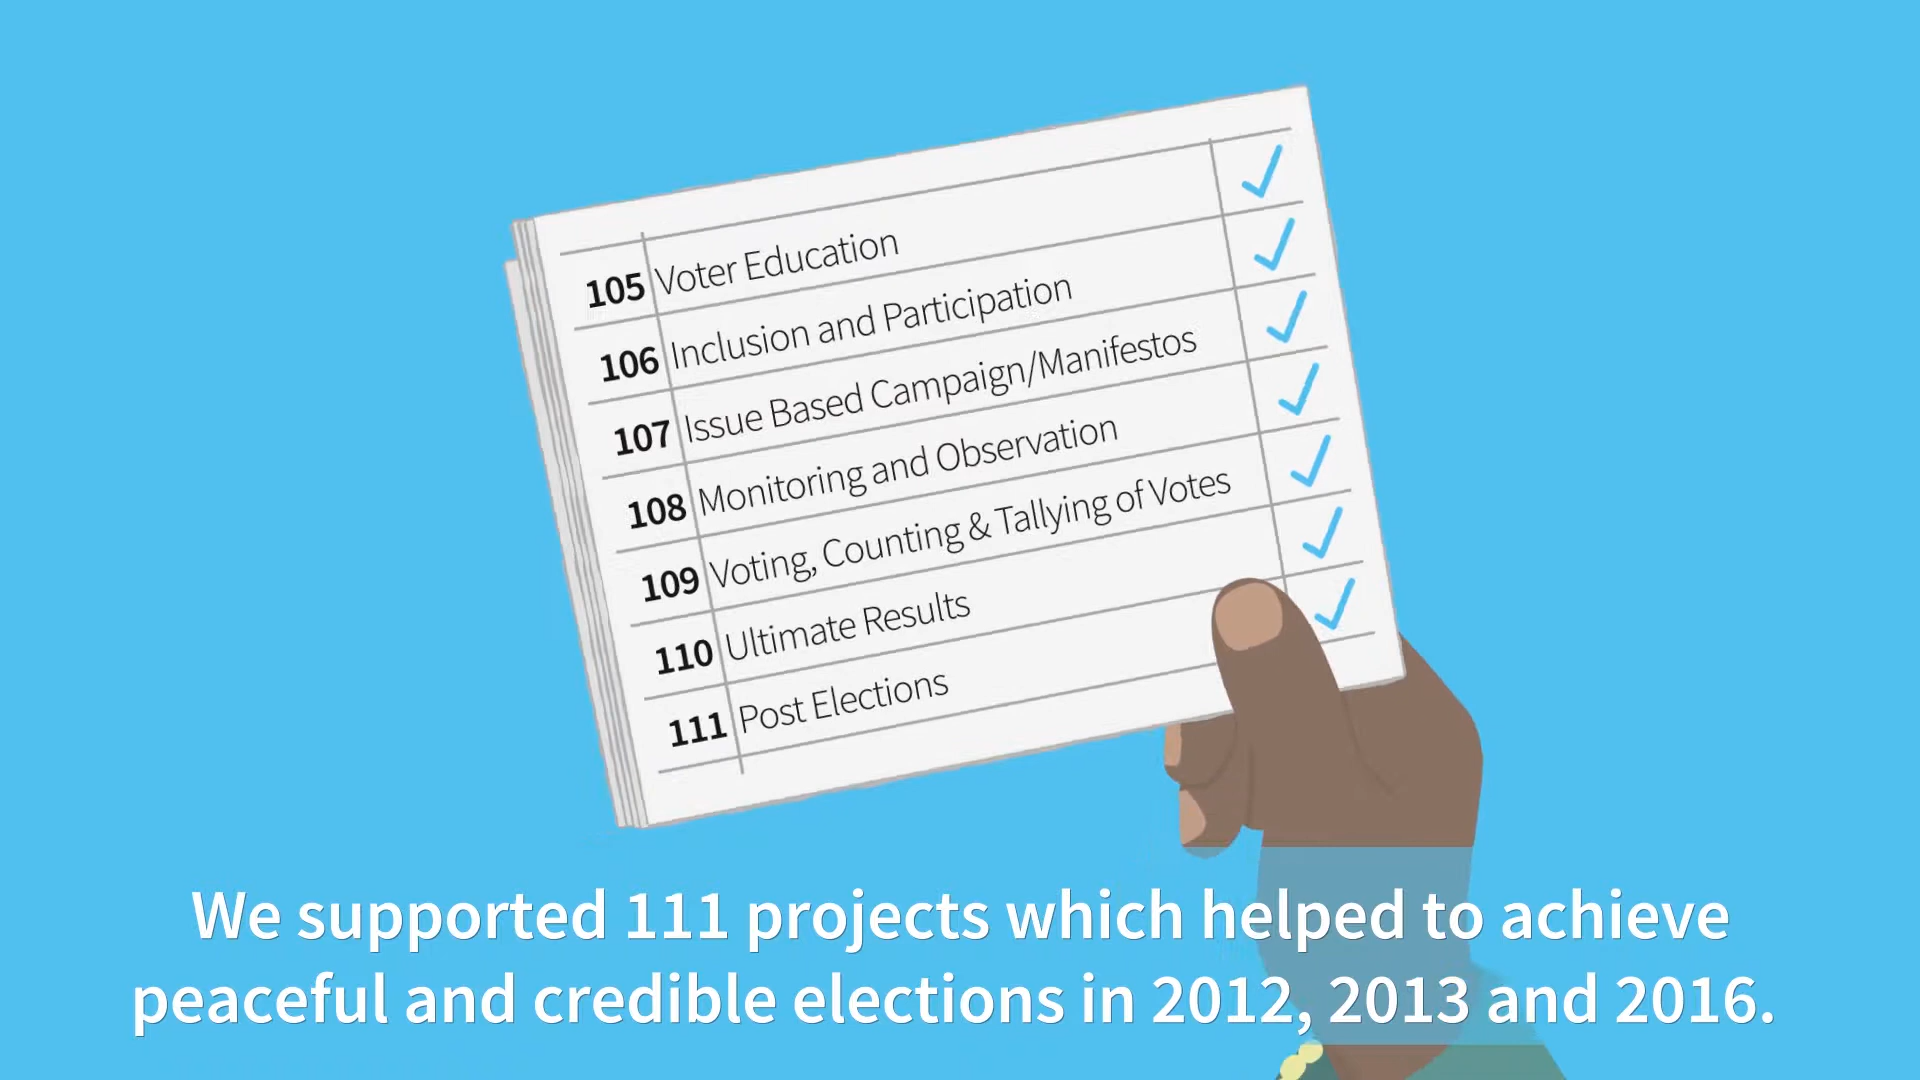 105 Voter Education
106 Inclusion and Participation
107 Issue Based Campaign/Manifestos
108 Monitoring and Observation
109 Voting, Counting & Tallying of Votes
110 Ultimate Results
111 Post Elections
We supported 111 projects which helped to achieve
peaceful and credible elections in 2012, 2013 and 2016.